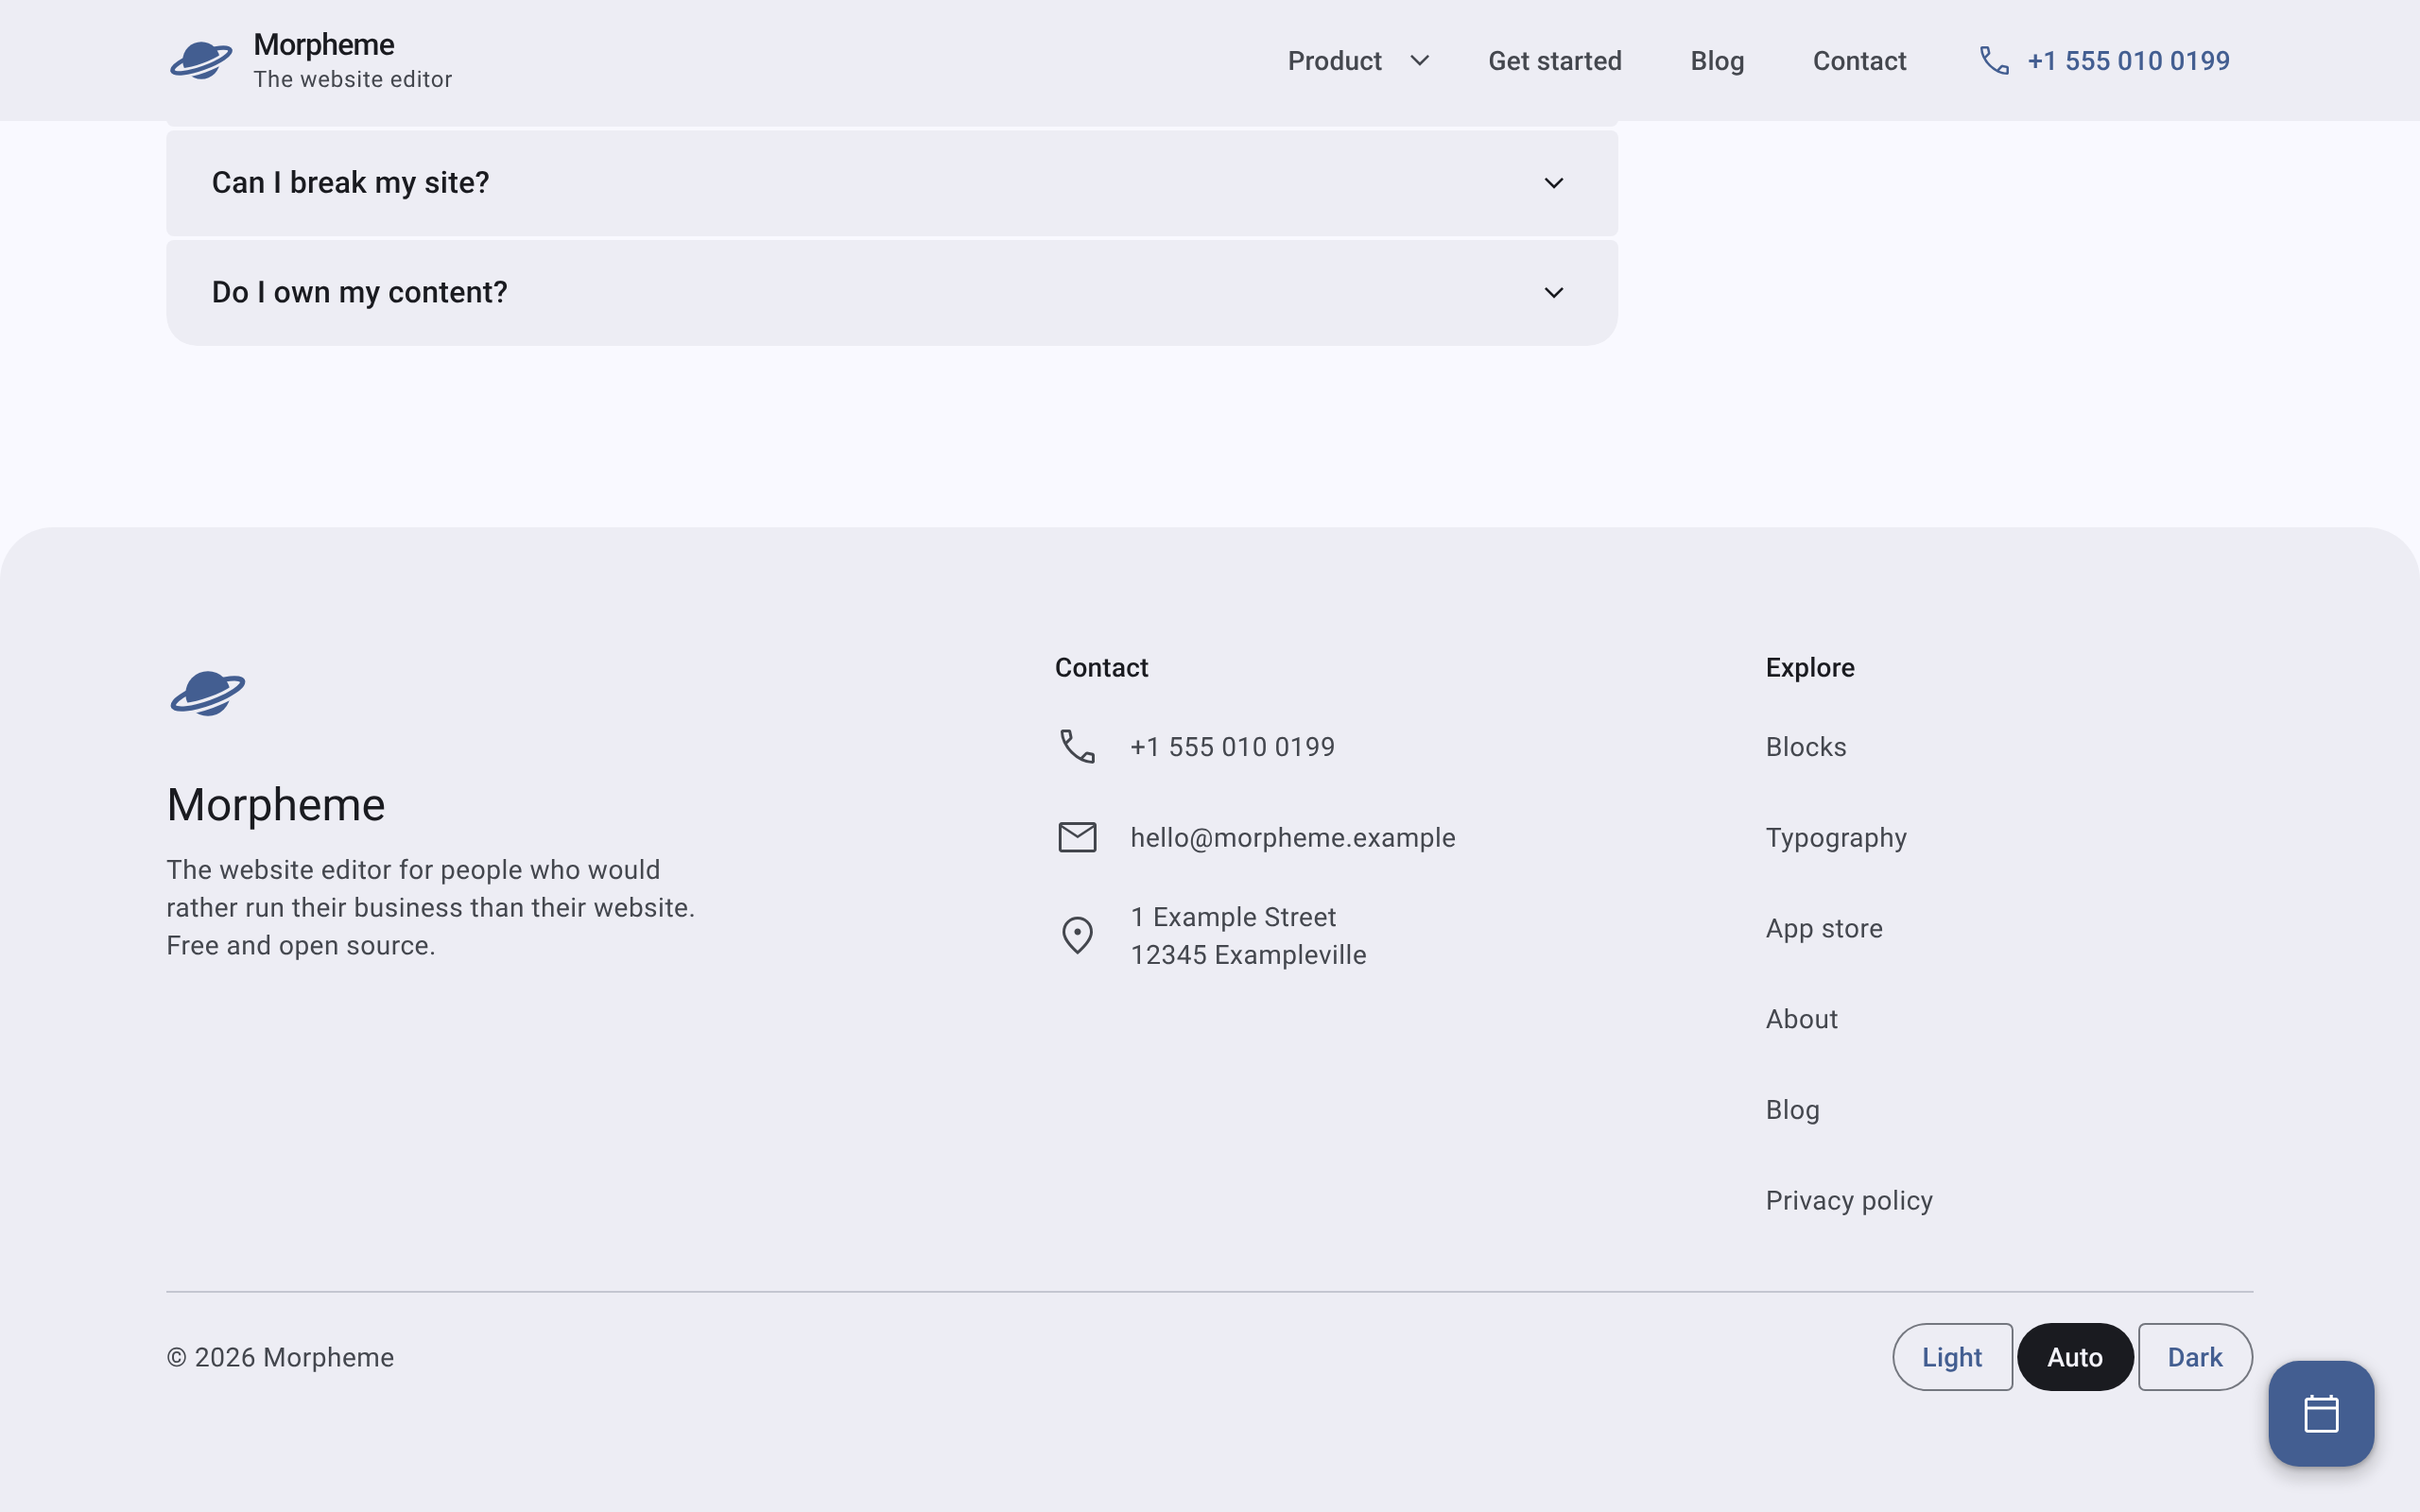 Morpheme
The website editor
Product
Get started
Blog
Contact
+1 555 010 0199
Can I break my site?
Do I own my content?
Morpheme
The website editor for people who would
rather run their business than their website.
Free and open source.
Contact
+1 555 010 0199
hello@morpheme.example
1 Example Street
12345 Exampleville
Explore
Blocks
Typography
App store
About
Blog
Privacy policy
© 2026 Morpheme
Light
Auto
Dark